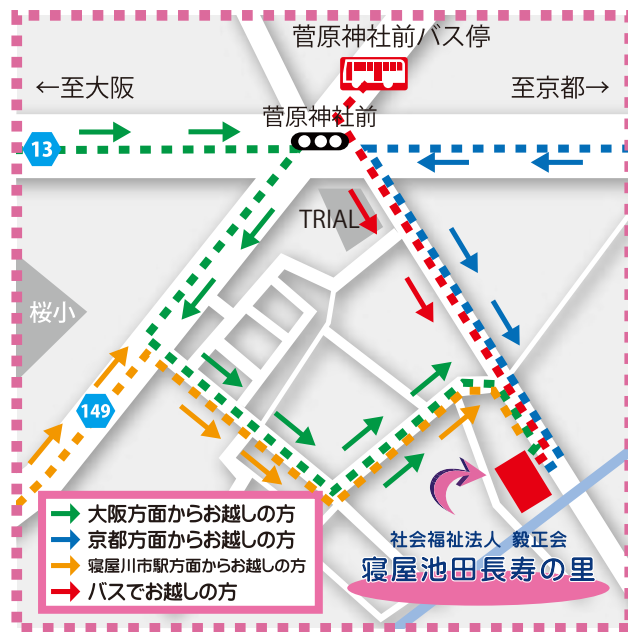 菅原神社前バス停
←至大阪
至京都→
菅原神社前
13
TRIAL
桜小
149
大阪方面からお越しの方
京都方面からお越しの方
寝屋川市駅方面からお越しの方
バスでお越しの方
社会福祉法人 毅正会
寝屋池田長寿の里